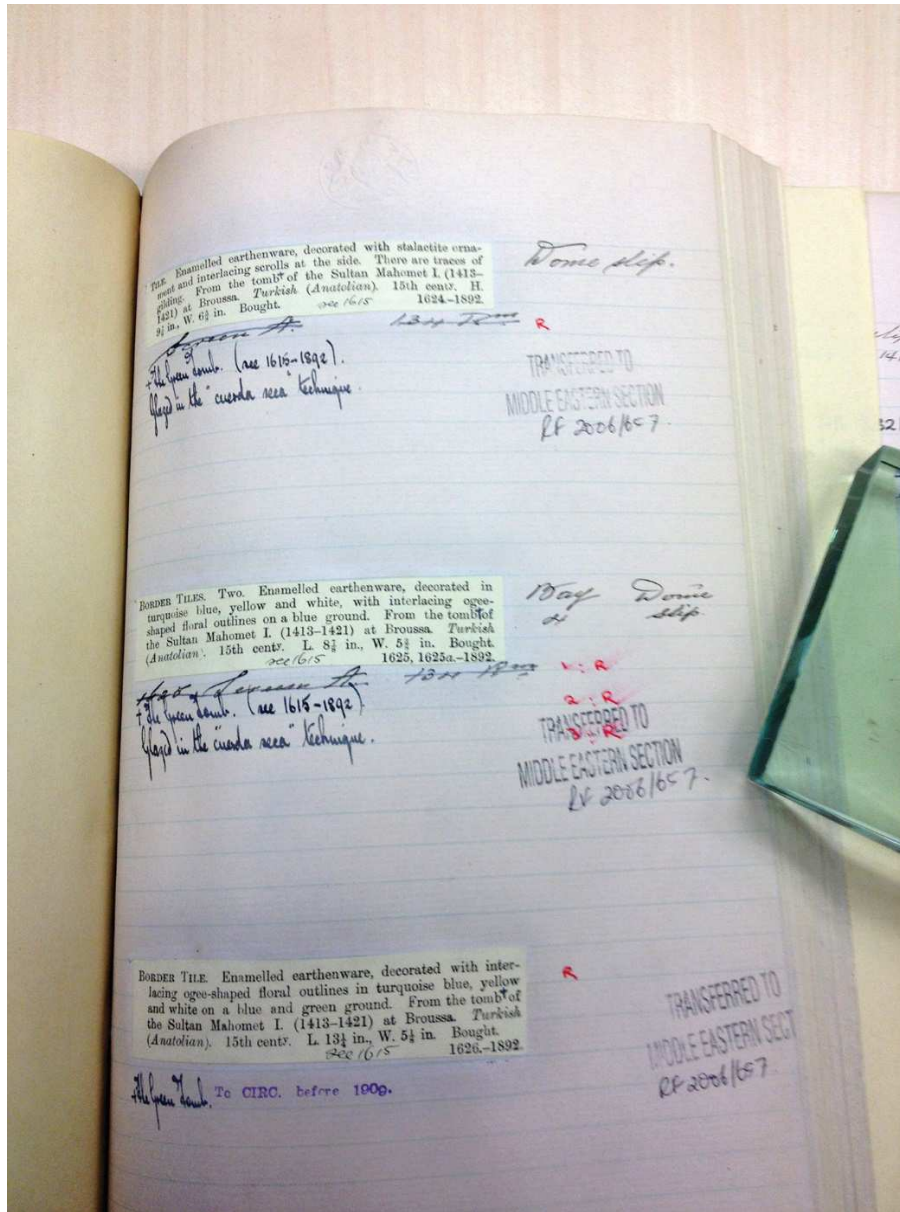 TILE. Enamelled earthenware, decorated with stalactite orna-
ment and interlacing scrolls at the side. There are traces of
gilding. From the tomb+ of the Sultan Mahomet I. (1413–
1421) at Broussa. Turkish (Anatolian). 15th centy. H.
in., W. in. Bought. see 1615 1624.–1892.
Dome slip.
R
+ The Green Tomb. (see 1615–1892).
Glazed in the "cuerda seca" technique.
TRANSFERRED TO
MIDDLE EASTERN SECTION
RF 2006/657.
BORDER TILES. Two. Enamelled earthenware, decorated in
turquoise blue, yellow and white, with interlacing ogee-
shaped floral outlines on a blue ground. From the tomb+ of
the Sultan Mahomet I. (1413–1421) at Broussa. Turkish
(Anatolian). 15th centy. L. in., W. in. Bought.
see 1615 1625, 1625a.–1892.
Bay Dome
slip
1 : R
+ The Green Tomb. (see 1615–1892)
2 : R
Glazed in the "cuerda seca" technique.
TRANSFERRED TO
MIDDLE EASTERN SECTION
RF 2006/657.
BORDER TILE. Enamelled earthenware, decorated with inter-
lacing ogee-shaped floral outlines in turquoise blue, yellow
and white on a blue and green ground. From the tomb+ of
the Sultan Mahomet I. (1413–1421) at Broussa. Turkish
(Anatolian). 15th centy. L. 13¼ in., W. in. Bought.
see 1615 1626.–1892.
R
+ The Green Tomb. To CIRC. before 1909.
TRANSFERRED TO
MIDDLE EASTERN SECT
RF 2006/657